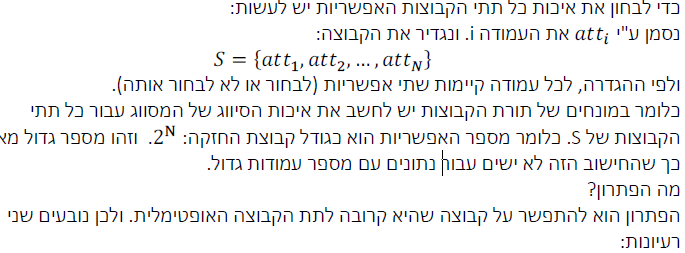 כדי לבחון את איכות כל תתי הקבוצות האפשריות יש לעשות:
נסמן ע"י att_i את העמודה i. ונגדיר את הקבוצה:
S = {att_1, att_2, … , att_N}
ולפי ההגדרה, לכל עמודה קיימות שתי אפשריות (לבחור או לא לבחור אותה).
כלומר במונחים של תורת הקבוצות יש לחשב את איכות הסיווג של המסווג עבור כל תתי
הקבוצות של S. כלומר מספר האפשריות הוא כגודל קבוצת החזקה: 2^N. וזהו מספר גדול
כך שהחישוב הזה לא ישים עבור נתונים עם מספר עמודות גדול.
מה הפתרון?
הפתרון הוא להתפשר על קבוצה שהיא קרובה לתת הקבוצה האופטימלית. ולכן נובעים שני
רעיונות: